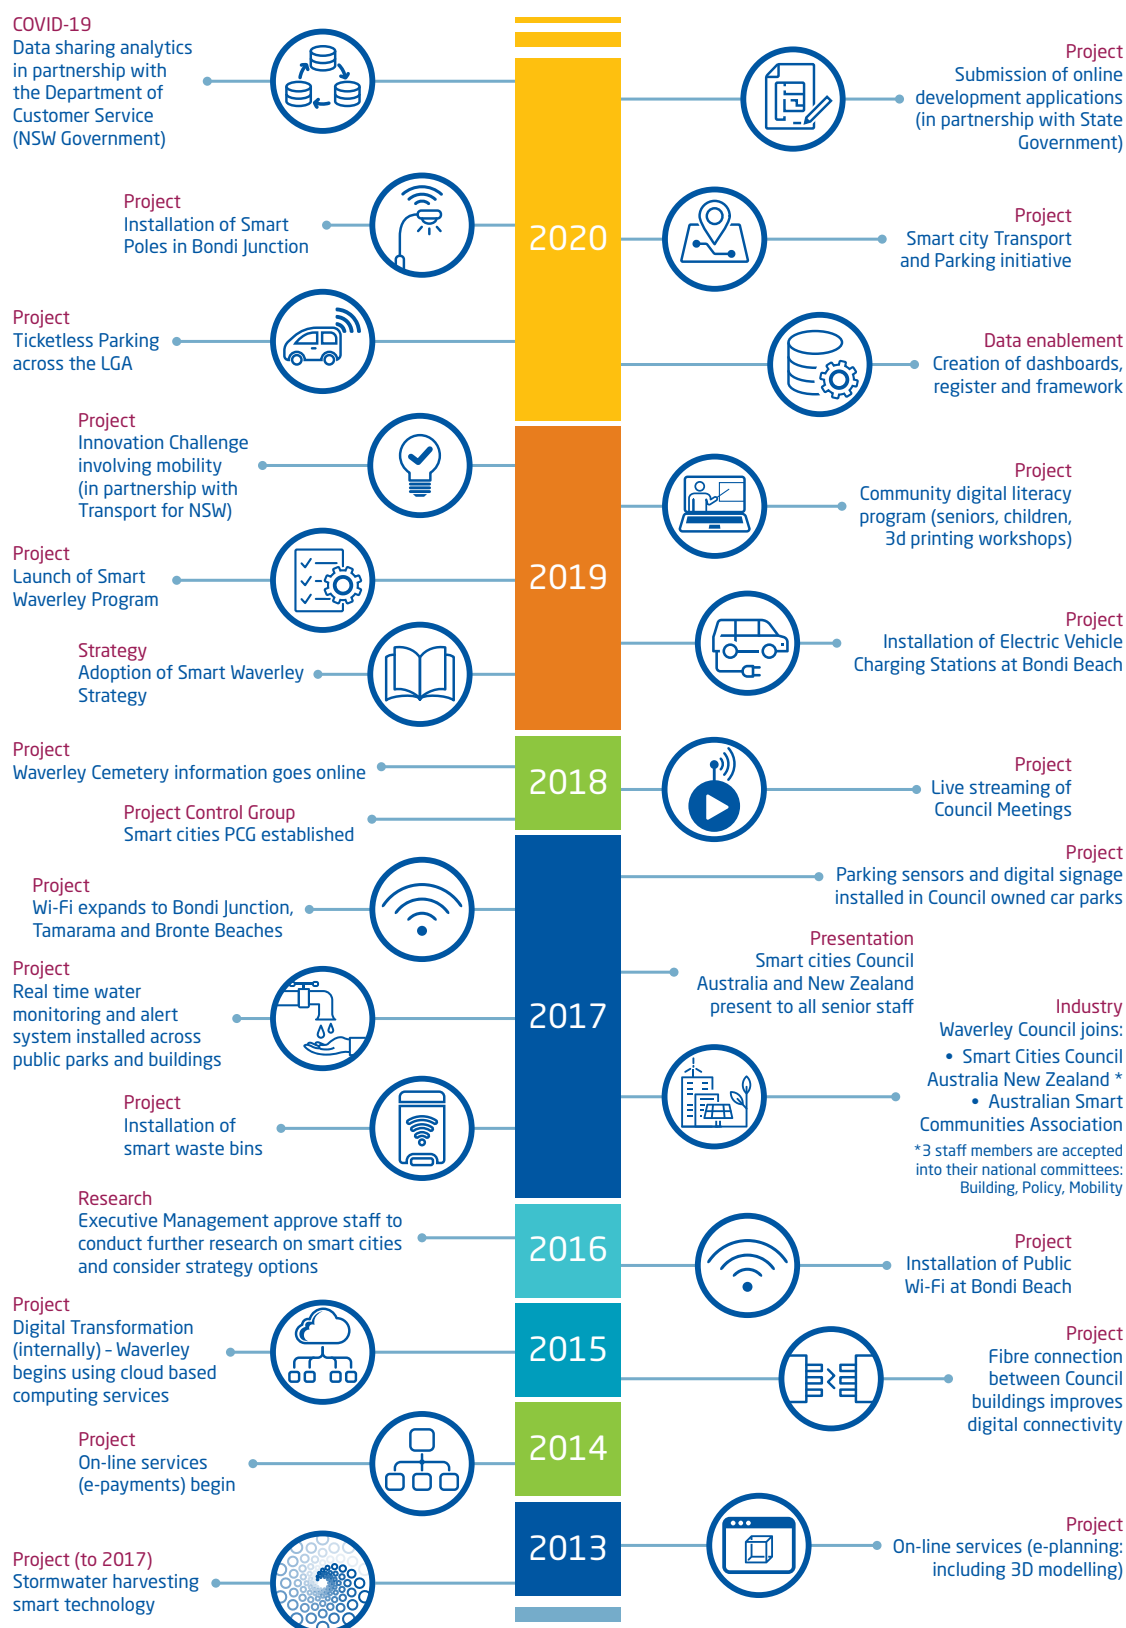 COVID-19
Data sharing analytics
in partnership with
the Department of
Customer Service
(NSW Government)
Project
Submission of online
development applications
(in partnership with State
Government)
Project
Installation of Smart
Poles in Bondi Junction
2020
Project
Smart city Transport
and Parking initiative
Project
Ticketless Parking
across the LGA
Data enablement
Creation of dashboards,
register and framework
Project
Innovation Challenge
involving mobility
(in partnership with
Transport for NSW)
Project
Community digital literacy
program (seniors, children,
3d printing workshops)
Project
Launch of Smart
Waverley Program
2019
Project
Installation of Electric Vehicle
Charging Stations at Bondi Beach
Strategy
Adoption of Smart Waverley
Strategy
Project
Waverley Cemetery information goes online
2018
Project
Live streaming of
Council Meetings
Project Control Group
Smart cities PCG established
Project
Parking sensors and digital signage
installed in Council owned car parks
Project
Wi-Fi expands to Bondi Junction,
Tamarama and Bronte Beaches
Presentation
Smart cities Council
Australia and New Zealand
present to all senior staff
Project
Real time water
monitoring and alert
system installed across
public parks and buildings
2017
Industry
Waverley Council joins:
• Smart Cities Council
Australia New Zealand *
• Australian Smart
Communities Association
*3 staff members are accepted
into their national committees:
Building, Policy, Mobility
Project
Installation of
smart waste bins
Research
Executive Management approve staff to
conduct further research on smart cities
and consider strategy options
2016
Project
Installation of Public
Wi-Fi at Bondi Beach
Project
Digital Transformation
(internally) – Waverley
begins using cloud based
computing services
2015
Project
Fibre connection
between Council
buildings improves
digital connectivity
Project
On-line services
(e-payments) begin
2014
2013
Project
On-line services (e-planning:
including 3D modelling)
Project (to 2017)
Stormwater harvesting
smart technology